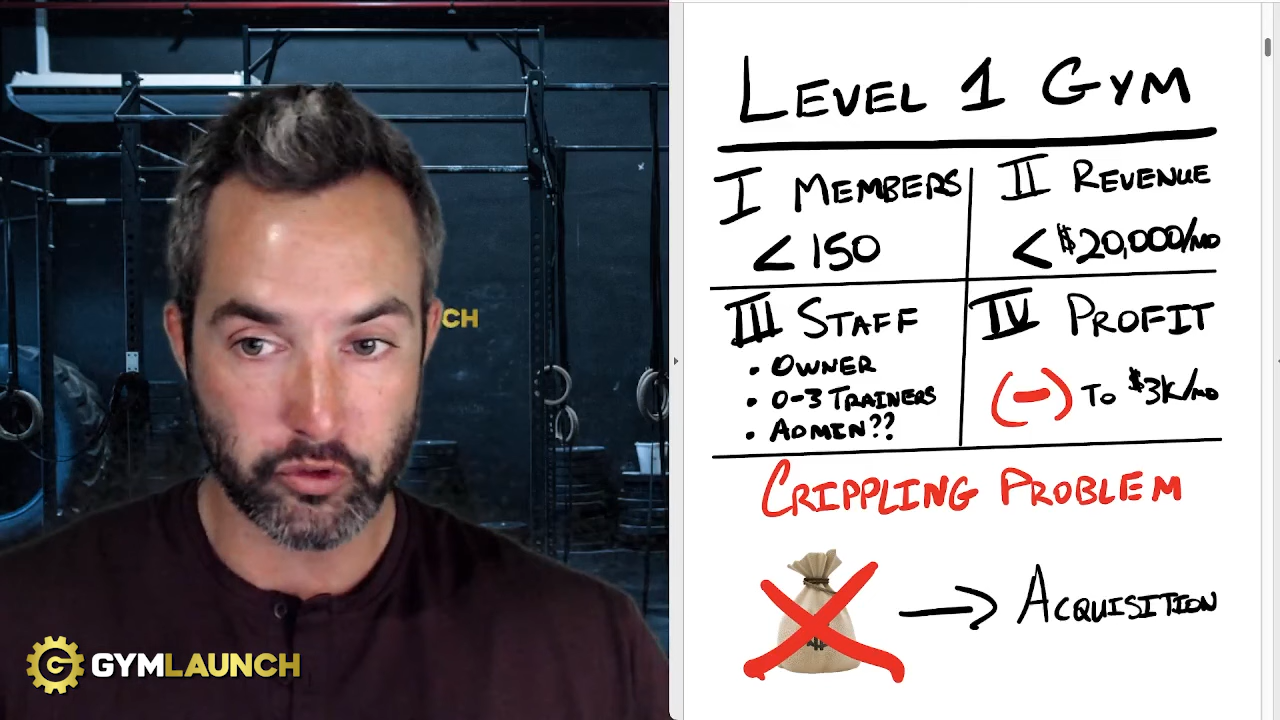 LEVEL 1 GYM
I MEMBERS
< 150
II REVENUE
< $20,000/MO
III STAFF
• OWNER
• 0-3 TRAINERS
• ADMIN??
IV PROFIT
(-) TO $3K/MO
CRIPPLING PROBLEM
→ ACQUISITION
CH
G GYMLAUNCH